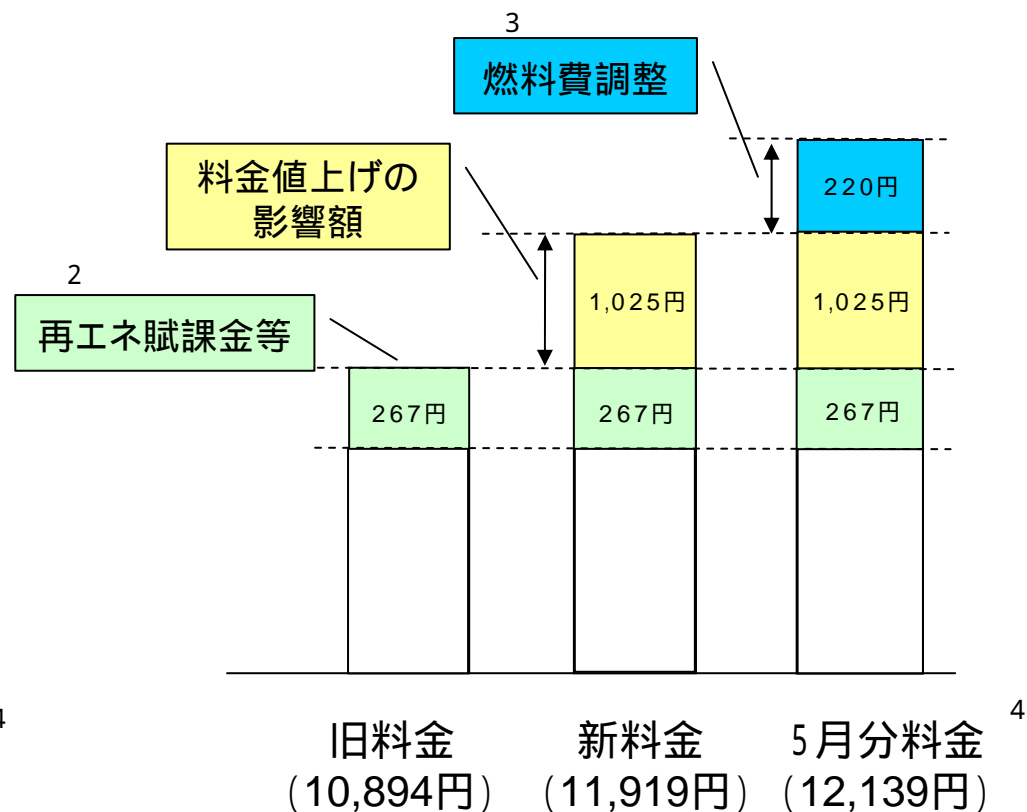 3
燃料費調整
料金値上げの
影響額
2
再エネ賦課金等
220円
1,025円
1,025円
267円
267円
267円
4
4
旧料金
(10,894円)
新料金
(11,919円)
5月分料金
(12,139円)